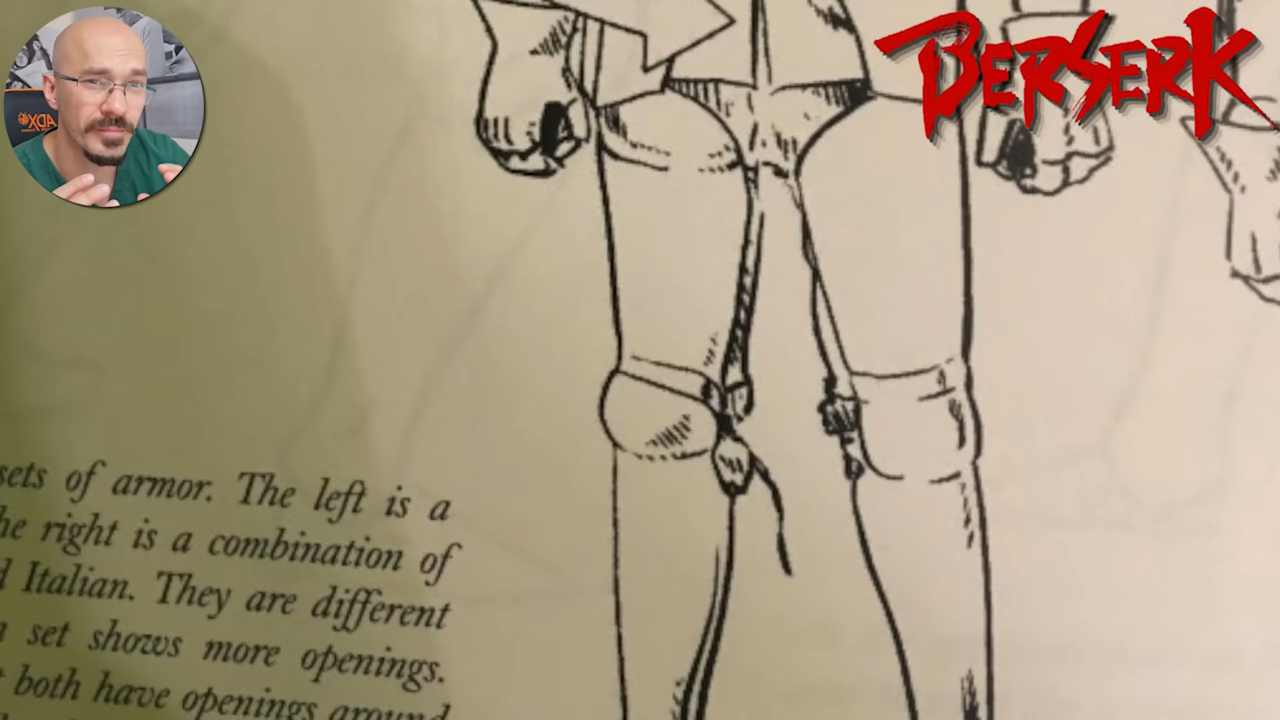 BERSERK
sets of armor. The left is a
right is a combination of
Italian. They are different
set shows more openings.
both have openings around